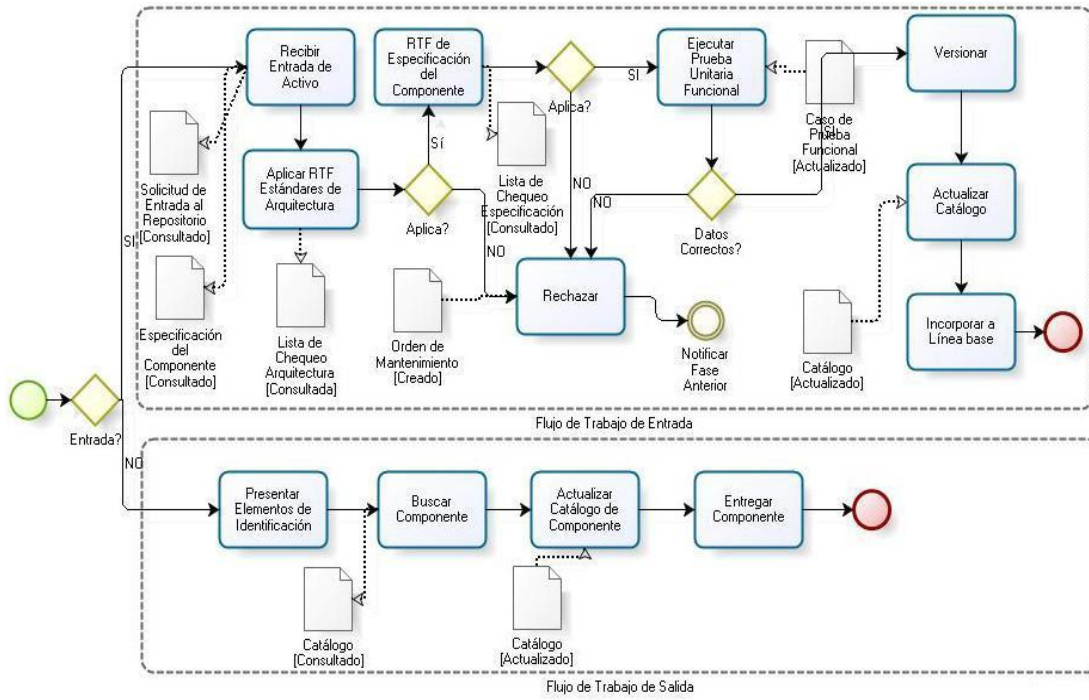 Recibir
Entrada de
Activo
RTF de
Especificación
del
Componente
Aplica?
SI
Ejecutar
Prueba
Unitaria
Funcional
Versionar
Caso de
Prueba
Funcional
[Actualizado]
SI
Solicitud de
Entrada al
Repositorio
[Consultado]
Aplicar RTF
Estándares de
Arquitectura
Sí
Aplica?
NO
Lista de
Chequeo
Especificación
[Consultado]
NO
NO
Datos
Correctos?
Actualizar
Catálogo
SI
Especificación
del
Componente
[Consultado]
Lista de
Chequeo
Arquitectura
[Consultada]
Orden de
Mantenimiento
[Creado]
Rechazar
Notificar
Fase
Anterior
Catálogo
[Actualizado]
Incorporar a
Línea base
Flujo de Trabajo de Entrada
Entrada?
NO
Presentar
Elementos de
Identificación
Buscar
Componente
Actualizar
Catálogo de
Componente
Entregar
Componente
Catálogo
[Consultado]
Catálogo
[Actualizado]
Flujo de Trabajo de Salida